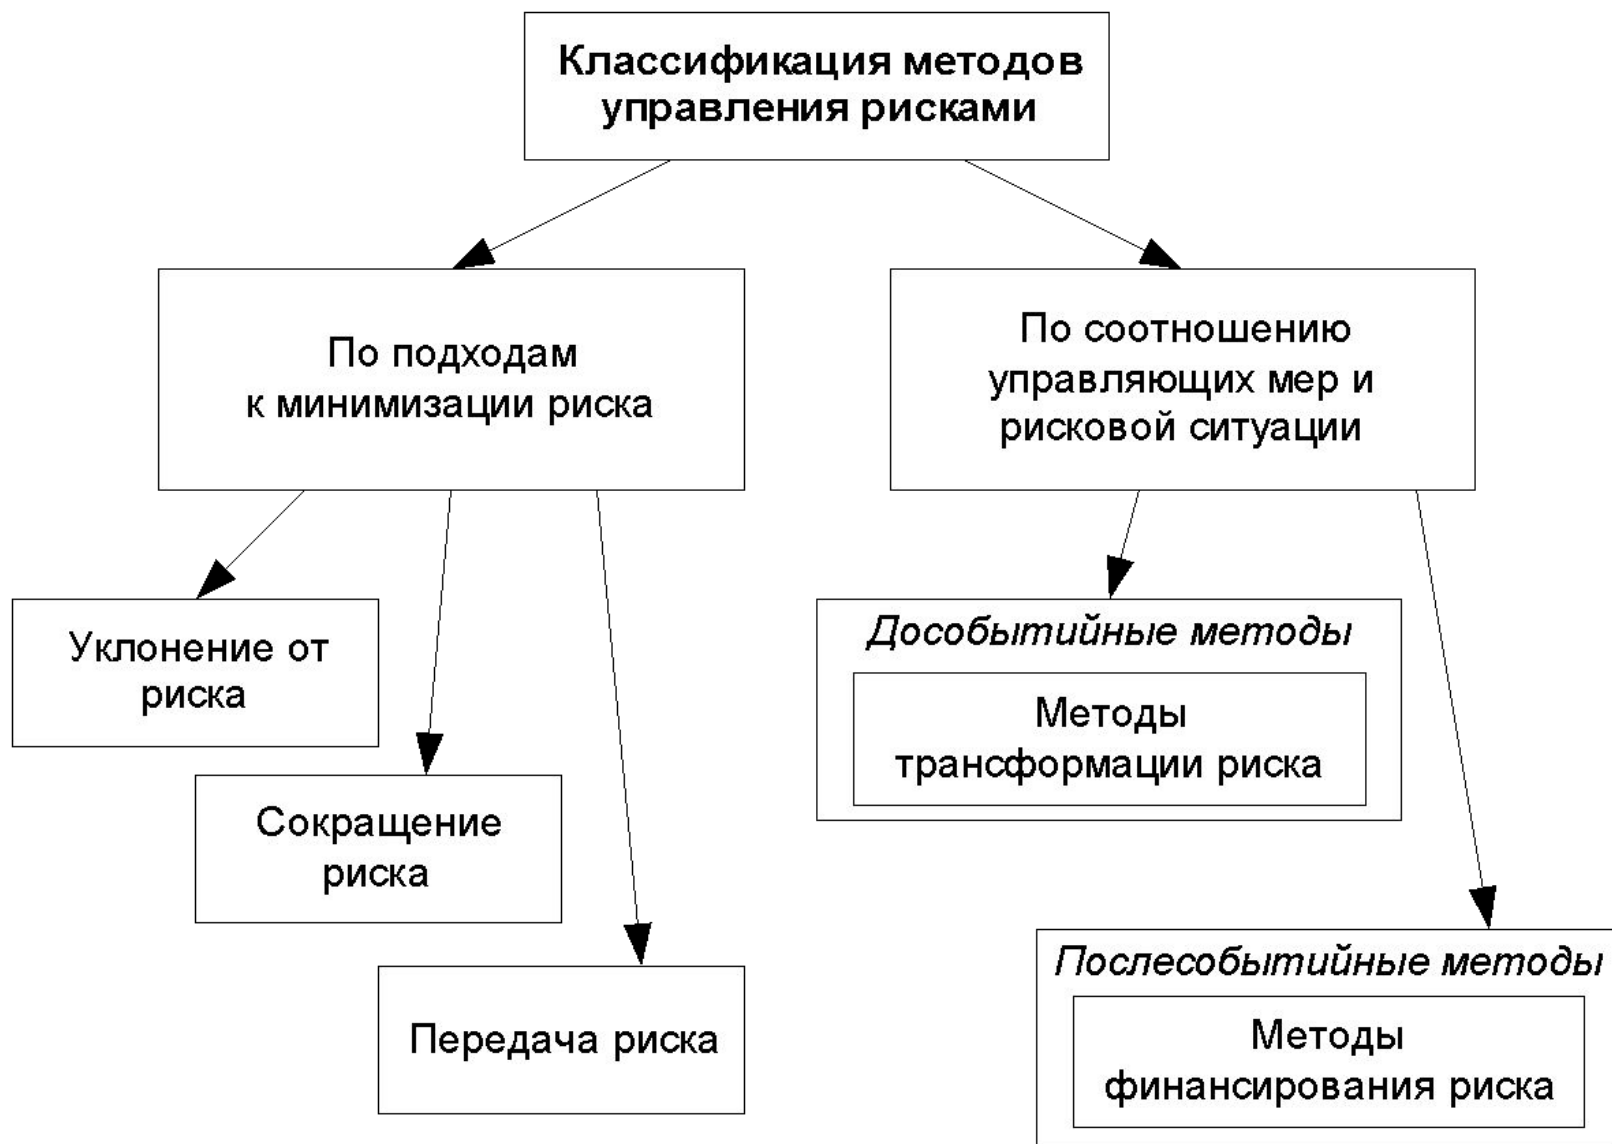 Классификация методов
управления рисками
По подходам
к минимизации риска
По соотношению
управляющих мер и
рисковой ситуации
Уклонение от
риска
Сокращение
риска
Передача риска
Дособытийные методы
Методы
трансформации риска
Послесобытийные методы
Методы
финансирования риска